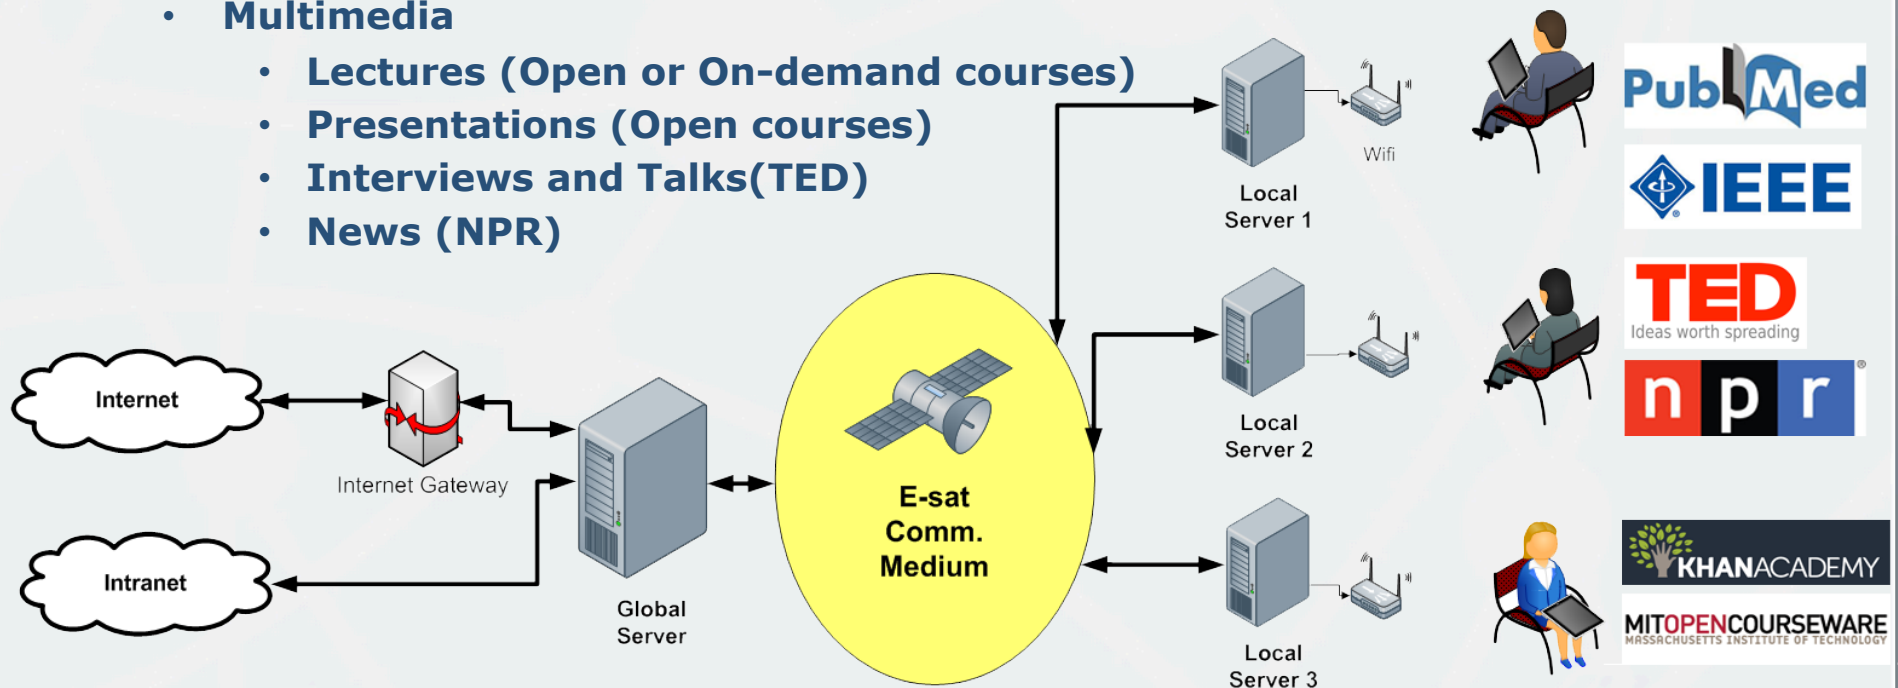 • Multimedia
• Lectures (Open or On-demand courses)
• Presentations (Open courses)
• Interviews and Talks(TED)
• News (NPR)
Internet
Internet Gateway
Intranet
Global
Server
E-sat
Comm.
Medium
Wifi
Local
Server 1
Local
Server 2
Local
Server 3
PubMed
IEEE
®
TED
Ideas worth spreading
npr
®
KHANACADEMY
MITOPENCOURSEWARE
MASSACHUSETTS INSTITUTE OF TECHNOLOGY